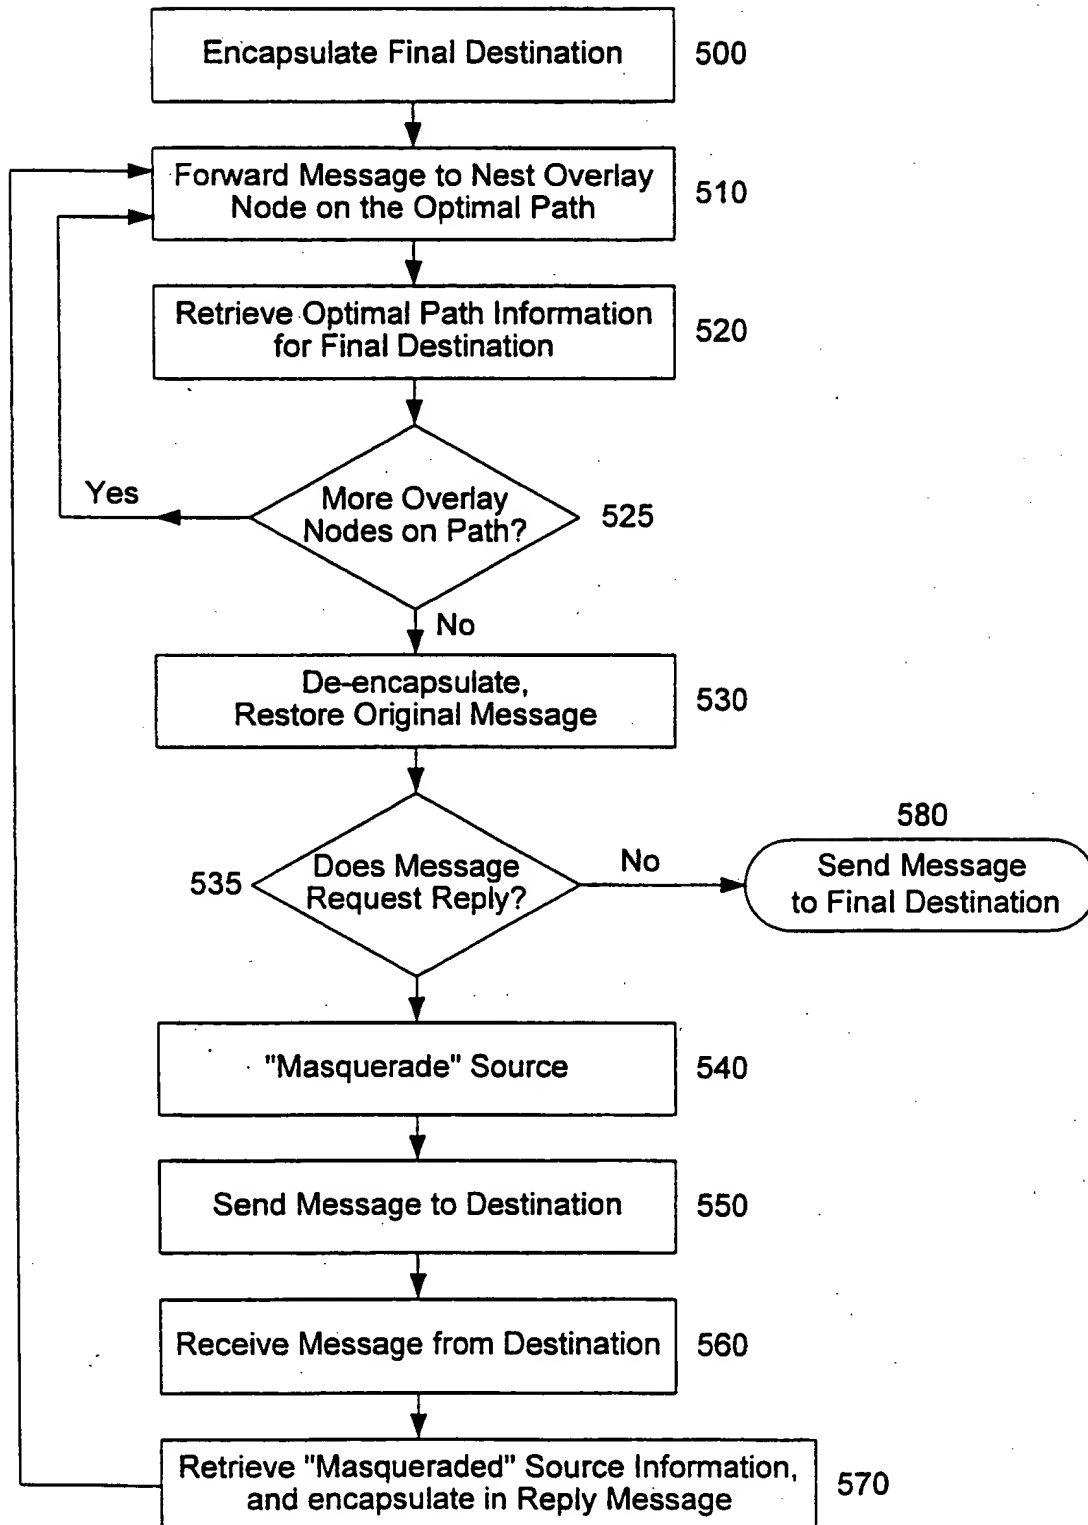 Encapsulate Final Destination
500
Forward Message to Nest Overlay
Node on the Optimal Path
510
Retrieve Optimal Path Information
for Final Destination
520
Yes
More Overlay
Nodes on Path?
525
No
De-encapsulate,
Restore Original Message
530
535
Does Message
Request Reply?
No
580
Send Message
to Final Destination
"Masquerade" Source
540
Send Message to Destination
550
Receive Message from Destination
560
Retrieve "Masqueraded" Source Information,
and encapsulate in Reply Message
570